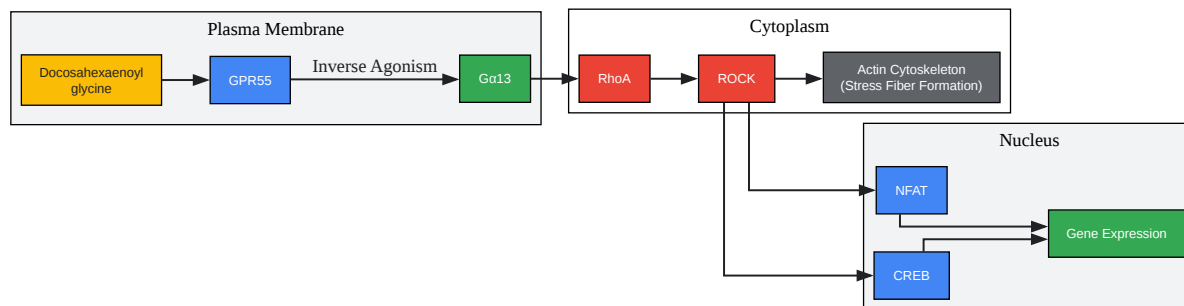 Plasma Membrane
Docosahexaenoyl
glycine
GPR55
Inverse Agonism
Gα13
Cytoplasm
RhoA
ROCK
Actin Cytoskeleton
(Stress Fiber Formation)
Nucleus
NFAT
CREB
Gene Expression